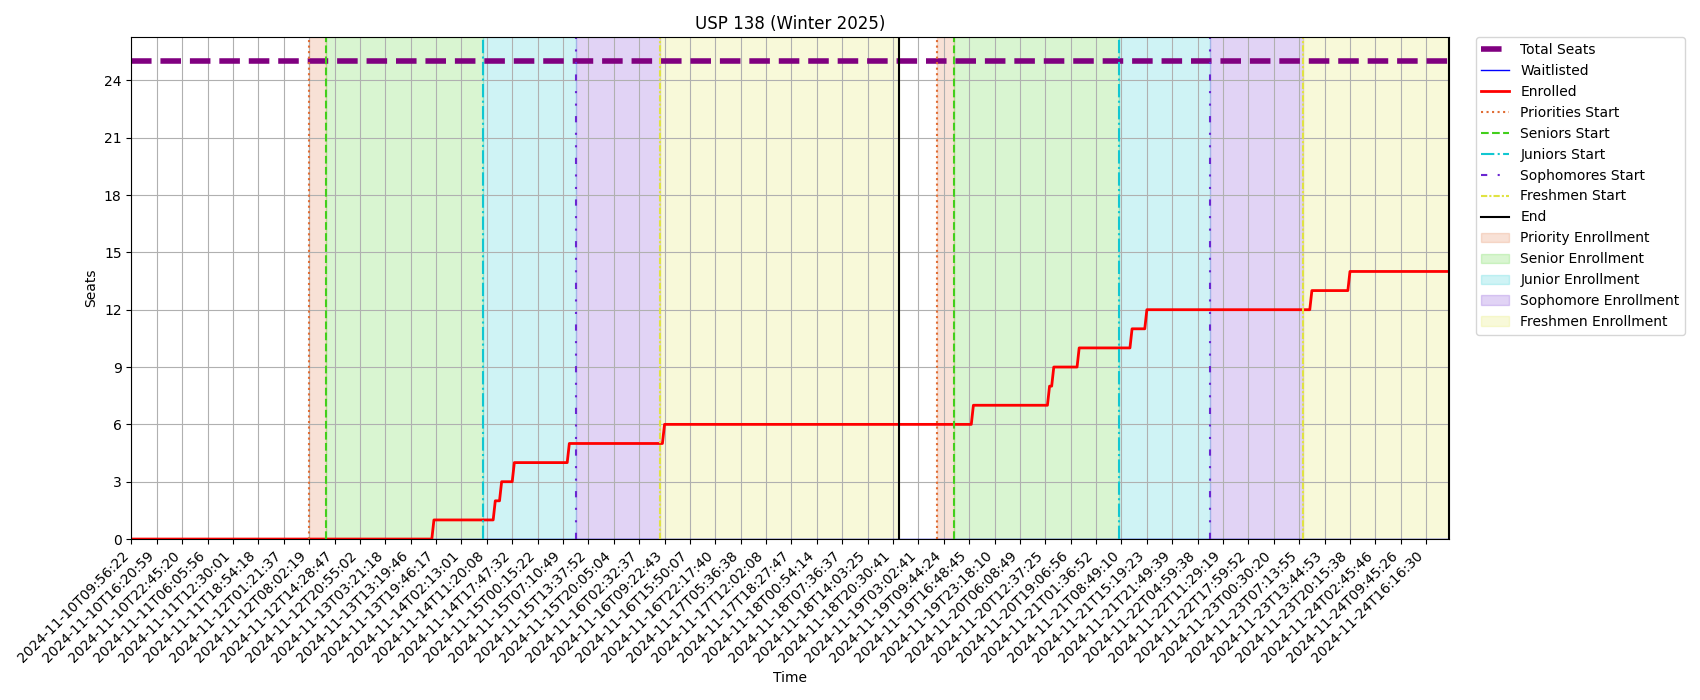 USP 138 (Winter 2025)
Seats
24
21
18
15
12
9
6
3
0
2024-11-10T09:56:22
2024-11-10T16:20:59
2024-11-10T22:45:20
2024-11-11T06:05:56
2024-11-11T12:30:01
2024-11-11T18:54:18
2024-11-12T01:21:37
2024-11-12T08:02:19
2024-11-12T14:28:47
2024-11-12T20:55:02
2024-11-13T03:21:18
2024-11-13T13:19:46
2024-11-13T19:46:17
2024-11-14T02:13:01
2024-11-14T11:20:08
2024-11-14T17:47:32
2024-11-15T00:15:22
2024-11-15T07:10:49
2024-11-15T13:37:52
2024-11-15T20:05:04
2024-11-16T02:32:37
2024-11-16T09:22:43
2024-11-16T15:50:07
2024-11-16T22:17:40
2024-11-17T05:36:38
2024-11-17T12:02:08
2024-11-17T18:27:47
2024-11-18T00:54:14
2024-11-18T07:36:37
2024-11-18T14:03:25
2024-11-18T20:30:41
2024-11-19T03:02:41
2024-11-19T09:44:24
2024-11-19T16:48:45
2024-11-19T23:18:10
2024-11-20T06:08:49
2024-11-20T12:37:25
2024-11-20T19:06:56
2024-11-21T01:36:52
2024-11-21T08:49:10
2024-11-21T15:19:23
2024-11-21T21:49:39
2024-11-22T04:59:38
2024-11-22T11:29:19
2024-11-22T17:59:52
2024-11-23T00:30:20
2024-11-23T07:13:55
2024-11-23T13:44:53
2024-11-23T20:15:38
2024-11-24T02:45:46
2024-11-24T09:45:26
2024-11-24T16:16:30
Time
Total Seats
Waitlisted
Enrolled
Priorities Start
Seniors Start
Juniors Start
Sophomores Start
Freshmen Start
End
Priority Enrollment
Senior Enrollment
Junior Enrollment
Sophomore Enrollment
Freshmen Enrollment